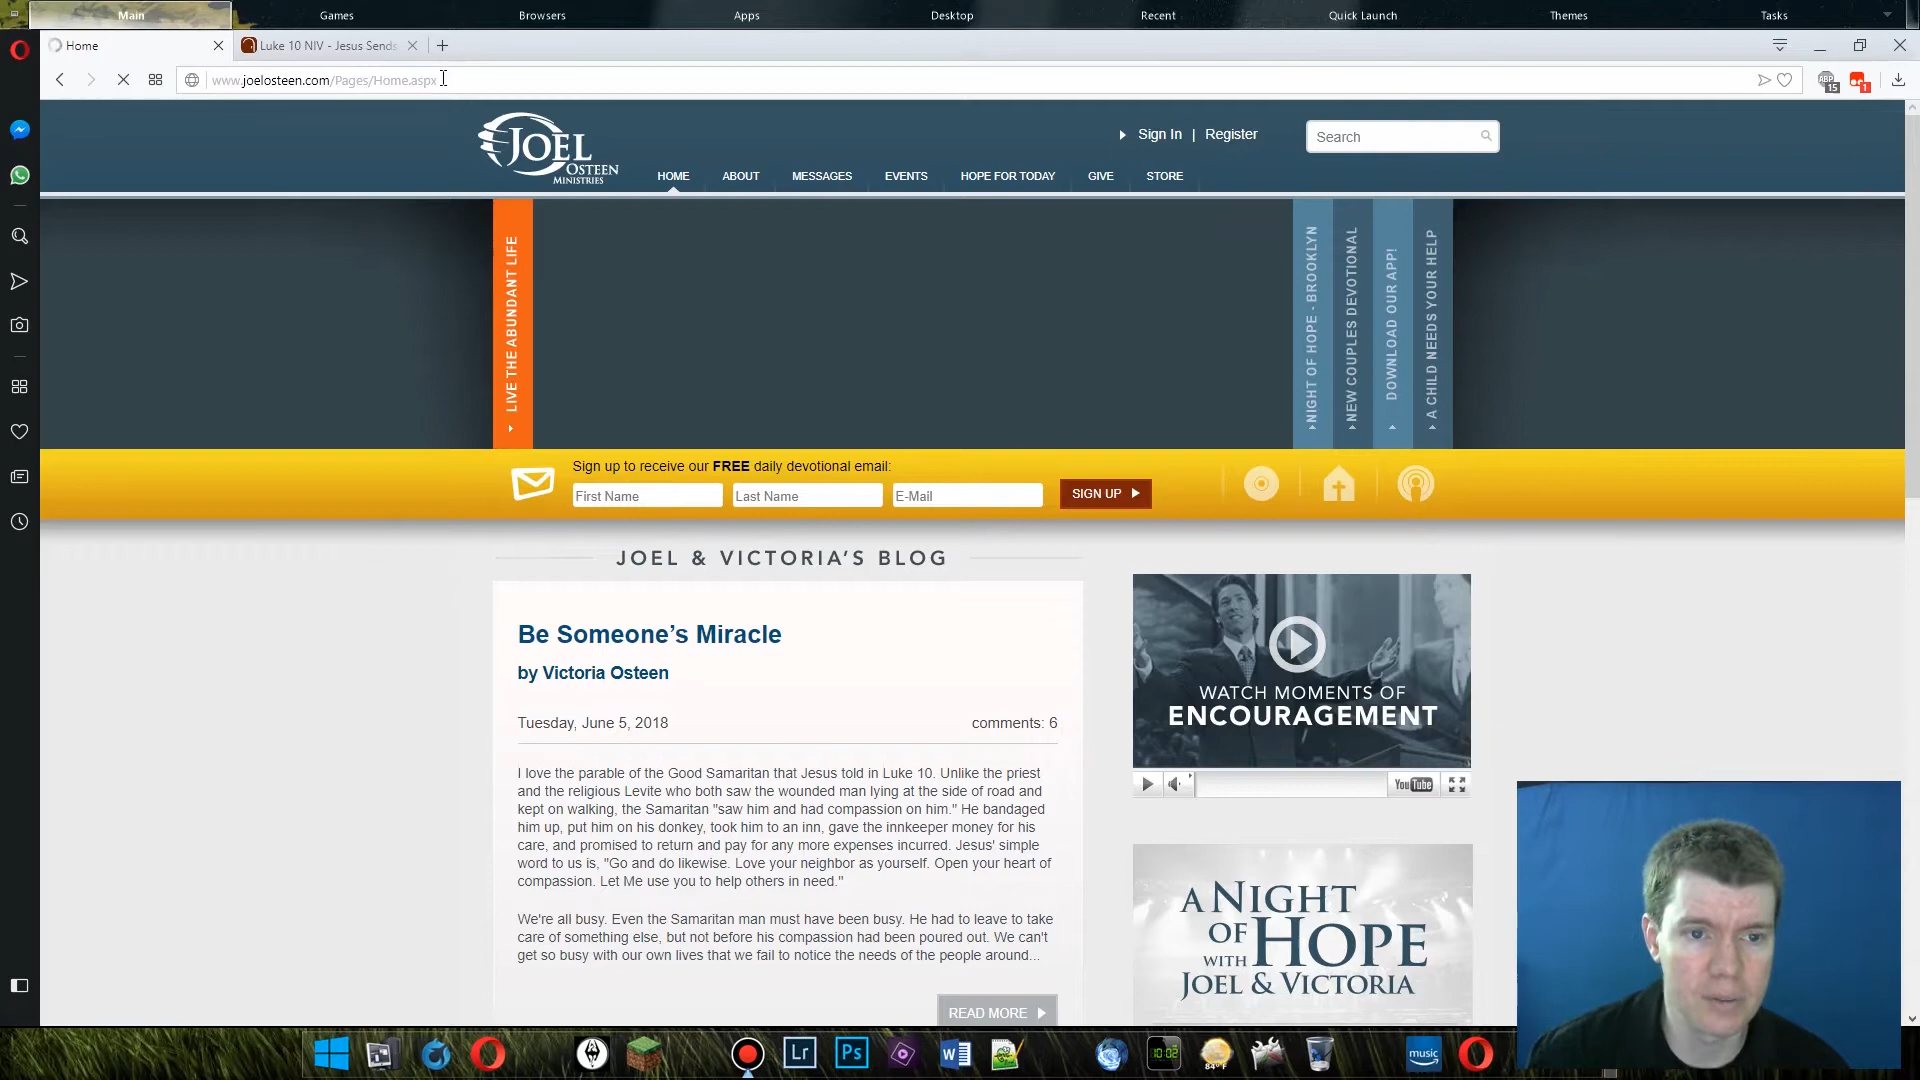 Main
Games
Browsers
Apps
Desktop
Recent
Quick Launch
Themes
Tasks
Home
Luke 10 NIV - Jesus Sends
www.joelosteen.com/Pages/Home.aspx
ABP
15
1
JOEL
OSTEEN
MINISTRIES
Sign In | Register
Search
HOME
ABOUT
MESSAGES
EVENTS
HOPE FOR TODAY
GIVE
STORE
LIVE THE ABUNDANT LIFE
NIGHT OF HOPE - BROOKLYN
NEW COUPLES DEVOTIONAL
DOWNLOAD OUR APP!
A CHILD NEEDS YOUR HELP
Sign up to receive our FREE daily devotional email:
First Name
Last Name
E-Mail
SIGN UP
JOEL & VICTORIA'S BLOG
Be Someone’s Miracle
by Victoria Osteen
Tuesday, June 5, 2018
comments: 6
I love the parable of the Good Samaritan that Jesus told in Luke 10. Unlike the priest
and the religious Levite who both saw the wounded man lying at the side of road and
kept on walking, the Samaritan "saw him and had compassion on him." He bandaged
him up, put him on his donkey, took him to an inn, gave the innkeeper money for his
care, and promised to return and pay for any more expenses incurred. Jesus' simple
word to us is, "Go and do likewise. Love your neighbor as yourself. Open your heart of
compassion. Let Me use you to help others in need."
We're all busy. Even the Samaritan man must have been busy. He had to leave to take
care of something else, but not before his compassion had been poured out. We can't
get so busy with our own lives that we fail to notice the needs of the people around...
READ MORE
WATCH MOMENTS OF
ENCOURAGEMENT
YouTube
A NIGHT
OF HOPE
WITH
JOEL & VICTORIA
Lr
Ps
10:02
84°F
music